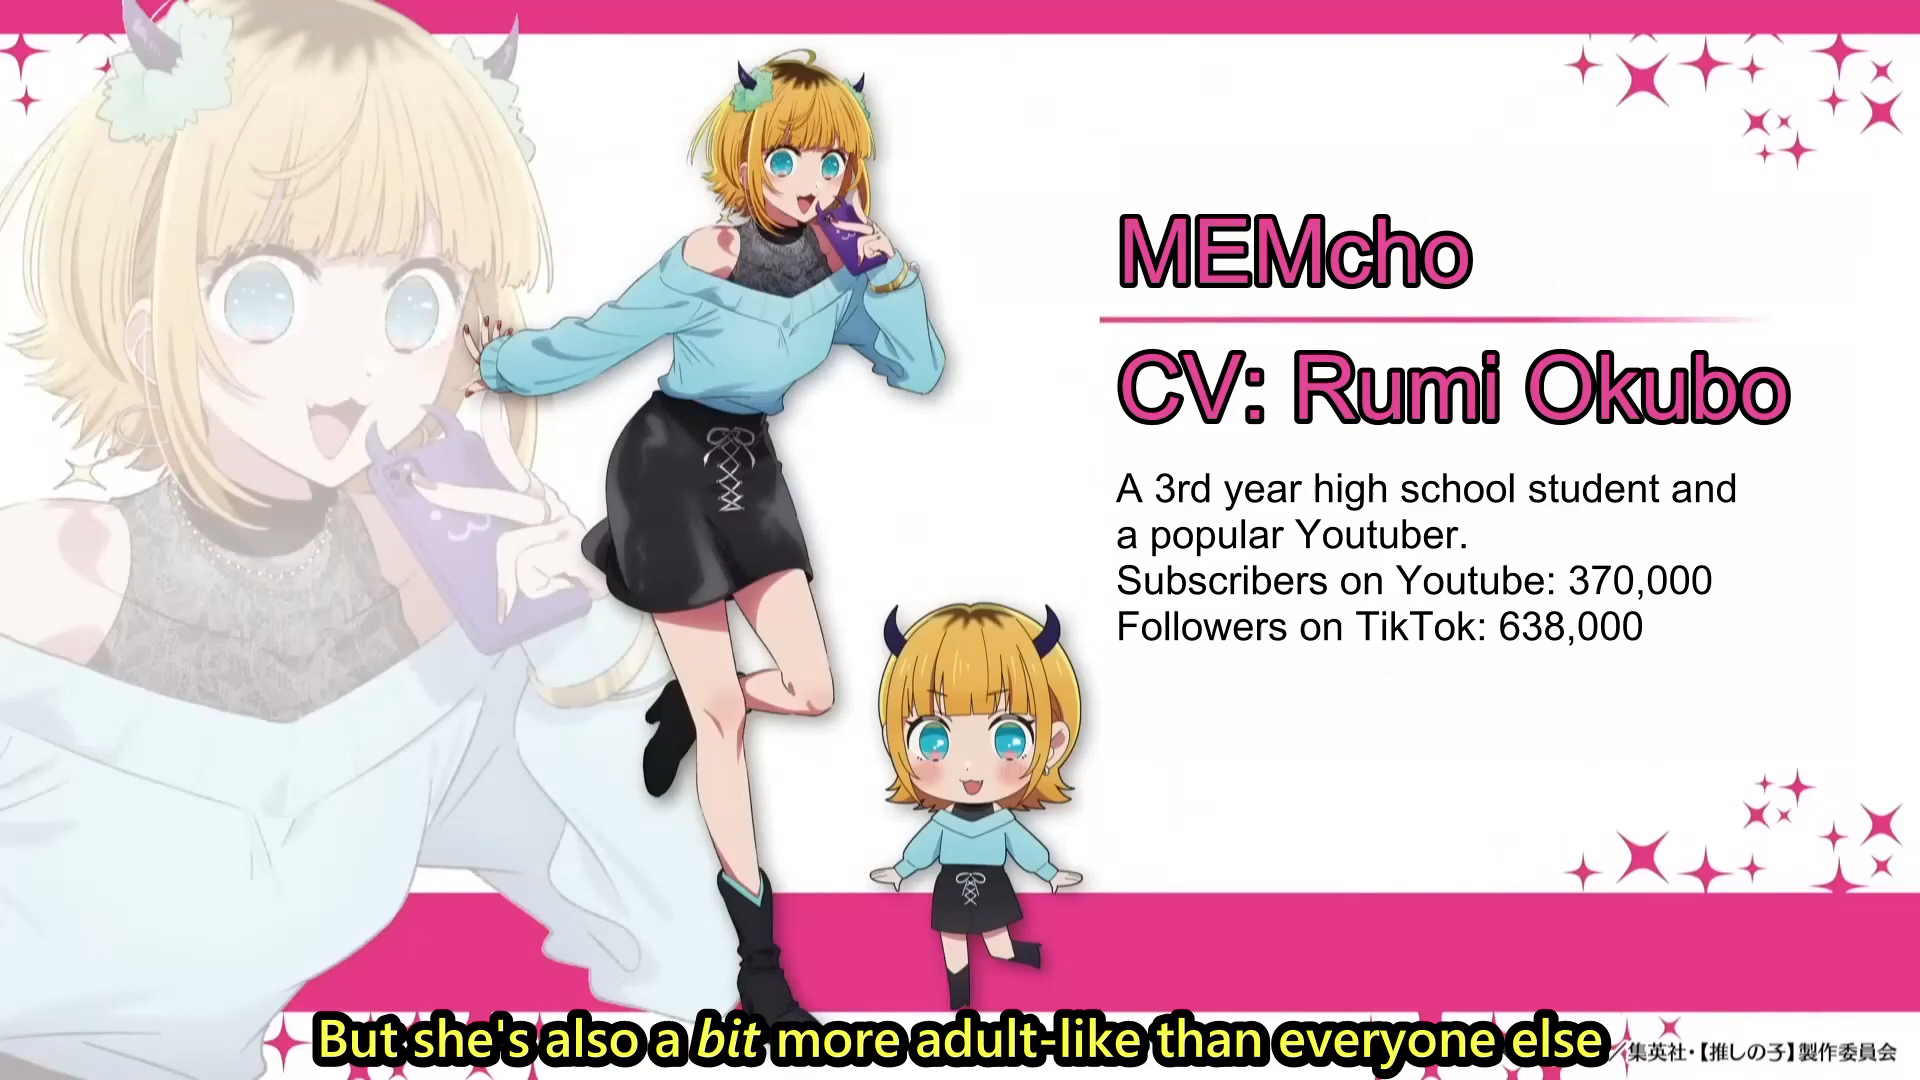 MEMcho
CV: Rumi Okubo
A 3rd year high school student and
a popular Youtuber.
Subscribers on Youtube: 370,000
Followers on TikTok: 638,000
But she's also a bit more adult-like than everyone else
／集英社・【推しの子】製作委員会